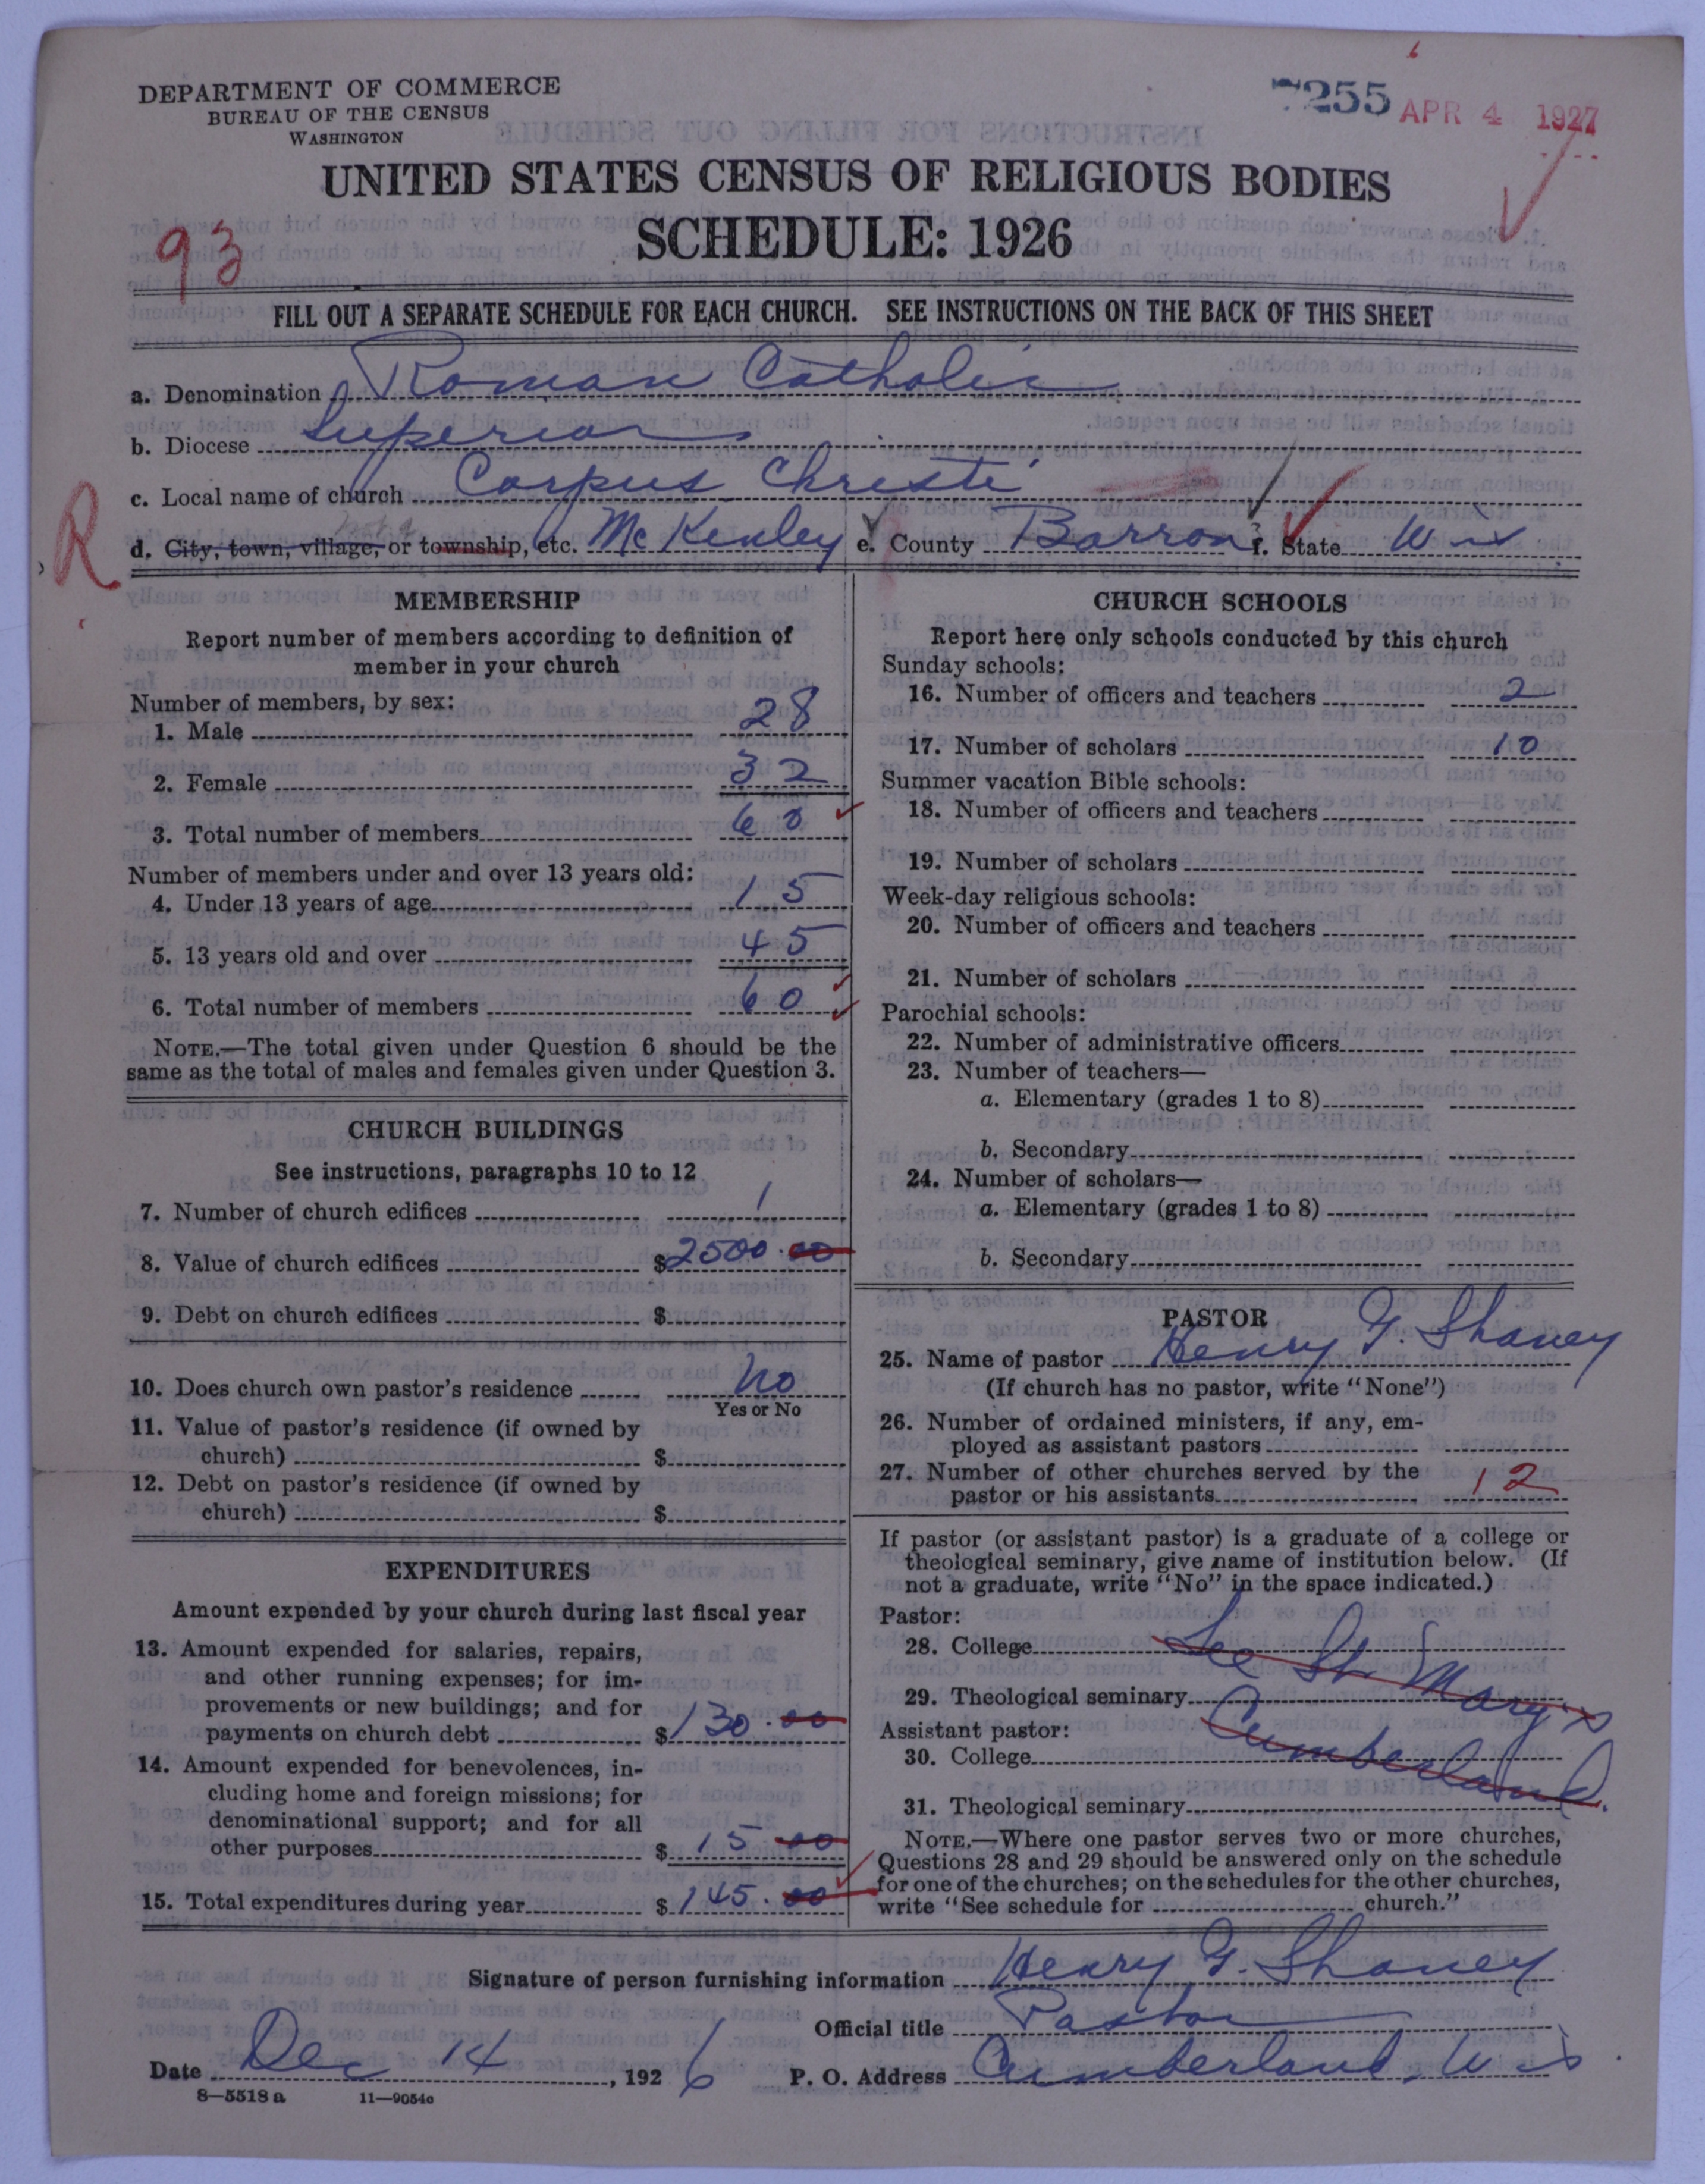 DEPARTMENT OF COMMERCE
BUREAU OF THE CENSUS
WASHINGTON
7255 APR 4 1927
UNITED STATES CENSUS OF RELIGIOUS BODIES
SCHEDULE: 1926
93
FILL OUT A SEPARATE SCHEDULE FOR EACH CHURCH. SEE INSTRUCTIONS ON THE BACK OF THIS SHEET
a. Denomination Roman Catholic
b. Diocese Superior
c. Local name of church Corpus Christi
R
d. City, town, village, or township, etc. McKinley e. County Barron f. State Wis
MEMBERSHIP
Report number of members according to definition of
member in your church
Number of members, by sex:
1. Male 28
2. Female 32
3. Total number of members 60
Number of members under and over 13 years old:
4. Under 13 years of age 15
5. 13 years old and over 45
6. Total number of members 60
NOTE.—The total given under Question 6 should be the
same as the total of males and females given under Question 3.
CHURCH BUILDINGS
See instructions, paragraphs 10 to 12
7. Number of church edifices 1
8. Value of church edifices $2500.00
9. Debt on church edifices $
10. Does church own pastor's residence No
Yes or No
11. Value of pastor's residence (if owned by
church) $
12. Debt on pastor's residence (if owned by
church) $
EXPENDITURES
Amount expended by your church during last fiscal year
13. Amount expended for salaries, repairs,
and other running expenses; for im-
provements or new buildings; and for
payments on church debt $130.00
14. Amount expended for benevolences, in-
cluding home and foreign missions; for
denominational support; and for all
other purposes $15 00
15. Total expenditures during year $145.00
CHURCH SCHOOLS
Report here only schools conducted by this church
Sunday schools:
16. Number of officers and teachers 2
17. Number of scholars 10
Summer vacation Bible schools:
18. Number of officers and teachers
19. Number of scholars
Week-day religious schools:
20. Number of officers and teachers
21. Number of scholars
Parochial schools:
22. Number of administrative officers
23. Number of teachers—
a. Elementary (grades 1 to 8)
b. Secondary
24. Number of scholars—
a. Elementary (grades 1 to 8)
b. Secondary
PASTOR
25. Name of pastor Henry G. Shaney
(If church has no pastor, write "None")
26. Number of ordained ministers, if any, em-
ployed as assistant pastors
27. Number of other churches served by the
pastor or his assistants 12
If pastor (or assistant pastor) is a graduate of a college or
theological seminary, give name of institution below. (If
not a graduate, write "No" in the space indicated.)
Pastor:
28. College See St. Mary's
29. Theological seminary
Assistant pastor: Cumberland.
30. College
31. Theological seminary
NOTE.—Where one pastor serves two or more churches,
Questions 28 and 29 should be answered only on the schedule
for one of the churches; on the schedules for the other churches,
write "See schedule for church."
Signature of person furnishing information Henry G. Shaney
Official title Pastor
Date Dec 14, 1926 P. O. Address Cumberland, Wis.
8—5518 a 11—9054c